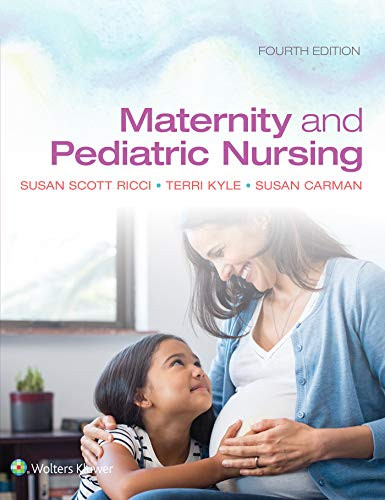 FOURTH EDITION
Maternity and
Pediatric Nursing
SUSAN SCOTT RICCI • TERRI KYLE • SUSAN CARMAN
Wolters Kluwer